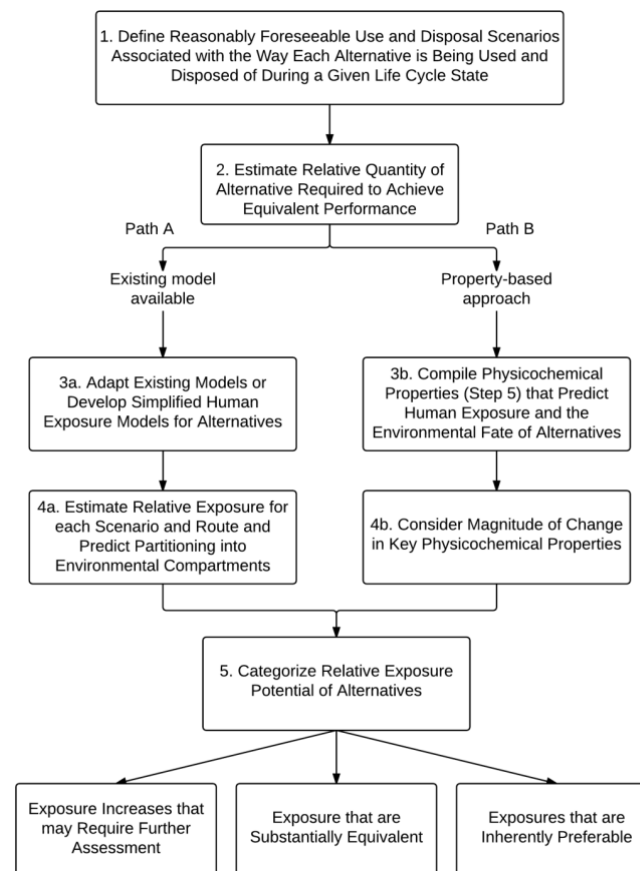 1. Define Reasonably Foreseeable Use and Disposal Scenarios
Associated with the Way Each Alternative is Being Used and
Disposed of During a Given Life Cycle State
2. Estimate Relative Quantity of
Alternative Required to Achieve
Equivalent Performance
Path A
Path B
Existing model
available
Property-based
approach
3a. Adapt Existing Models or
Develop Simplified Human
Exposure Models for Alternatives
3b. Compile Physicochemical
Properties (Step 5) that Predict
Human Exposure and the
Environmental Fate of Alternatives
4a. Estimate Relative Exposure for
each Scenario and Route and
Predict Partitioning into
Environmental Compartments
4b. Consider Magnitude of Change
in Key Physicochemical Properties
5. Categorize Relative Exposure
Potential of Alternatives
Exposure Increases that
may Require Further
Assessment
Exposure that are
Substantially Equivalent
Exposures that are
Inherently Preferable